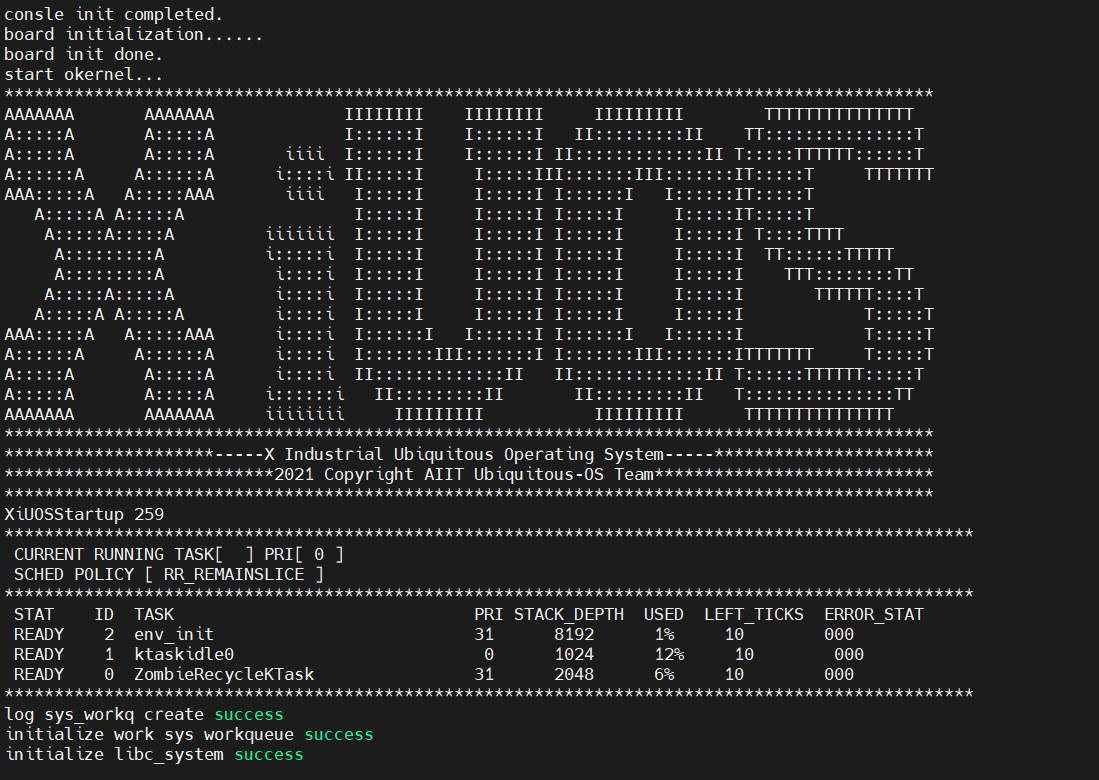 consle init completed.
board initialization......
board init done.
start okernel...
*********************************************************************************************
AAAAAAA       AAAAAAA             IIIIIIII    IIIIIIII     IIIIIIIII        TTTTTTTTTTTTTTT
A:::::A       A:::::A             I::::::I    I::::::I   II:::::::::II    TT:::::::::::::::T
A:::::A       A:::::A       iiii  I::::::I    I::::::I II:::::::::::::II T:::::TTTTTT::::::T
A::::::A     A::::::A      i::::i II:::::I     I:::::III:::::::III:::::::IT:::::T     TTTTTTT
AAA:::::A   A:::::AAA       iiii   I:::::I     I:::::I I::::::I   I::::::IT:::::T
   A:::::A A:::::A                 I:::::I     I:::::I I:::::I     I:::::IT:::::T
    A:::::A:::::A         iiiiiii  I:::::I     I:::::I I:::::I     I:::::I T::::TTTT
     A:::::::::A          i:::::i  I:::::I     I:::::I I:::::I     I:::::I  TT::::::TTTTT
     A:::::::::A           i::::i  I:::::I     I:::::I I:::::I     I:::::I    TTT::::::::TT
    A:::::A:::::A          i::::i  I:::::I     I:::::I I:::::I     I:::::I       TTTTTT::::T
   A:::::A A:::::A         i::::i  I:::::I     I:::::I I:::::I     I:::::I            T:::::T
AAA:::::A   A:::::AAA      i::::i  I::::::I   I::::::I I::::::I   I::::::I            T:::::T
A::::::A     A::::::A      i::::i  I:::::::III:::::::I I:::::::III:::::::ITTTTTTT     T:::::T
A:::::A       A:::::A      i::::i  II:::::::::::::II   II:::::::::::::II T::::::TTTTTT:::::T
A:::::A       A:::::A     i::::::i   II:::::::::II       II:::::::::II   T:::::::::::::::TT
AAAAAAA       AAAAAAA     iiiiiiii     IIIIIIIII           IIIIIIIII      TTTTTTTTTTTTTTT
*********************************************************************************************
*********************-----X Industrial Ubiquitous Operating System-----**********************
***************************2021 Copyright AIIT Ubiquitous-OS Team****************************
*********************************************************************************************
XiUOSStartup 259
*************************************************************************************************
 CURRENT RUNNING TASK[  ] PRI[ 0 ]
 SCHED POLICY [ RR_REMAINSLICE ]
*************************************************************************************************
 STAT    ID  TASK                              PRI STACK_DEPTH  USED  LEFT_TICKS  ERROR_STAT
 READY    2  env_init                          31      8192      1%     10        000
 READY    1  ktaskidle0                         0      1024      12%     10        000
 READY    0  ZombieRecycleKTask                31      2048      6%     10        000
*************************************************************************************************
log sys_workq create success
initialize work sys workqueue success
initialize libc_system success